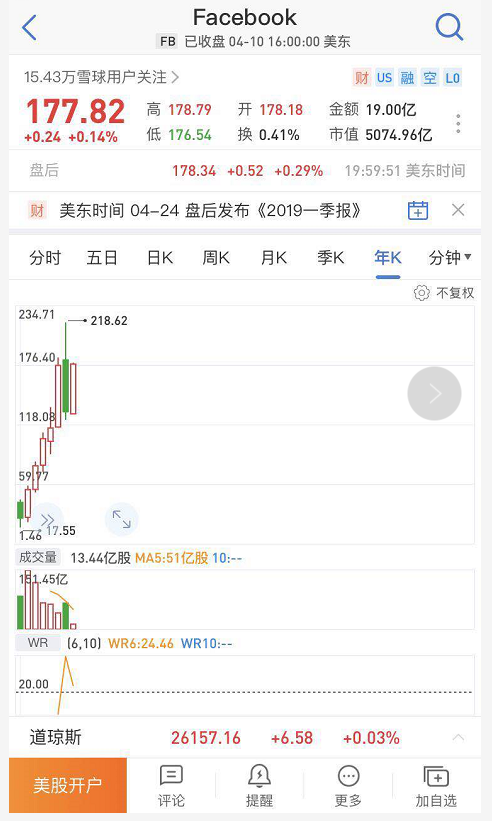 Facebook
FB 已收盘 04-10 16:00:00 美东
15.43万雪球用户关注 财 US 融 空 L0
177.82 高 178.79 开 178.18 金额 19.00亿
+0.24 +0.14% 低 176.54 换 0.41% 市值 5074.96亿
盘后 178.34 +0.52 +0.29% 19:59:51 美东时间
财 美东时间 04-24 盘后发布《2019一季报》
分时 五日 日K 周K 月K 季K 年K 分钟
不复权
234.71
218.62
176.40
118.08
59.77
17.55
1.46
成交量 13.44亿股 MA5:51亿股 10:--
151.45亿
WR (6,10) WR6:24.46 WR10:--
20.00
道琼斯 26157.16 +6.58 +0.03%
美股开户 评论 提醒 更多 加自选